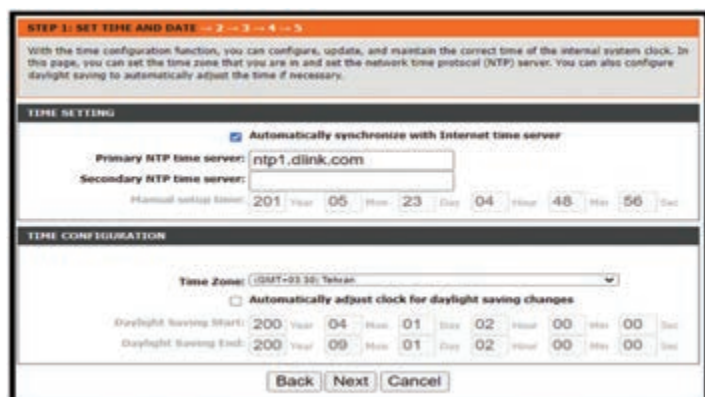 STEP 1: SET TIME AND DATE → 2 → 3 → 4 → 5
With the time configuration function, you can configure, update, and maintain the correct time of the internal system clock. In
this page, you can set the time zone that you are in and set the network time protocol (NTP) server. You can also configure
daylight saving to automatically adjust the time if necessary.
TIME SETTING
Automatically synchronize with Internet time server
Primary NTP time server: ntp1.dlink.com
Secondary NTP time server:
Manual setup time: 201 Year 05 Mon 23 Day 04 Hour 48 Min 56 Sec
TIME CONFIGURATION
Time Zone: (GMT+03:30) Tehran
Automatically adjust clock for daylight saving changes
Daylight Saving Start: 200 Year 04 Mon 01 Day 02 Hour 00 Min 00 Sec
Daylight Saving End: 200 Year 09 Mon 01 Day 02 Hour 00 Min 00 Sec
Back Next Cancel